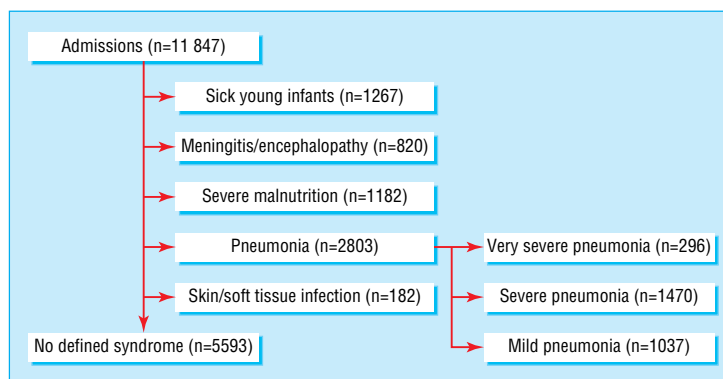 Admissions (n=11 847)
Sick young infants (n=1267)
Meningitis/encephalopathy (n=820)
Severe malnutrition (n=1182)
Pneumonia (n=2803)
Very severe pneumonia (n=296)
Skin/soft tissue infection (n=182)
Severe pneumonia (n=1470)
No defined syndrome (n=5593)
Mild pneumonia (n=1037)